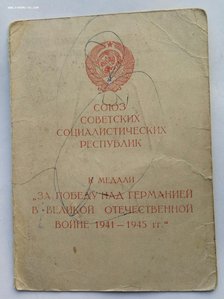 СОЮЗ
СОВЕТСКИХ
СОЦИАЛИСТИЧЕСКИХ
РЕСПУБЛИК
К МЕДАЛИ
„ЗА ПОБЕДУ НАД ГЕРМАНИЕЙ
В ВЕЛИКОЙ ОТЕЧЕСТВЕННОЙ
ВОЙНЕ 1941—1945 гг.“